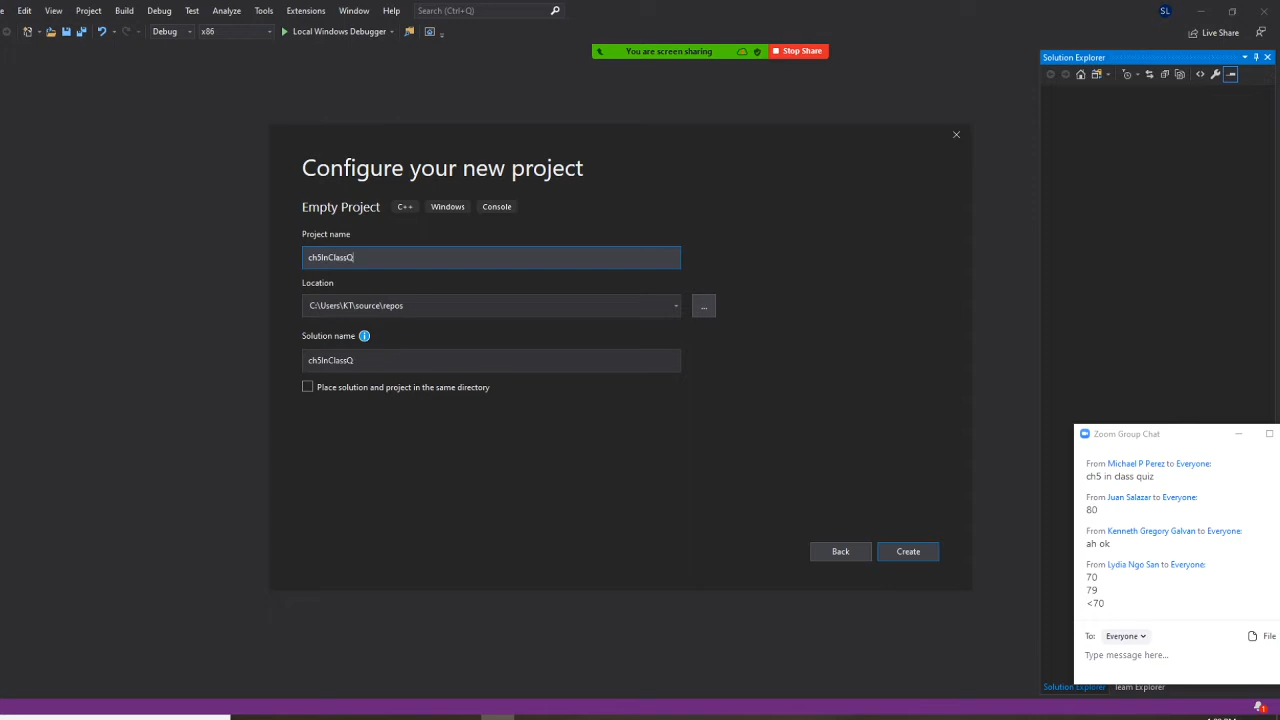 Edit View Project Build Debug Test Analyze Tools Extensions Window Help Search (Ctrl+Q) SL
Debug x86 Local Windows Debugger Live Share
You are screen sharing Stop Share
Solution Explorer
Configure your new project
Empty Project C++ Windows Console
Project name
ch5InClassQ
Location
C:\Users\KT\source\repos
...
Solution name
ch5InClassQ
Place solution and project in the same directory
Back Create
Zoom Group Chat
From Michael P Perez to Everyone:
ch5 in class quiz
From Juan Salazar to Everyone:
80
From Kenneth Gregory Galvan to Everyone:
ah ok
From Lydia Ngo San to Everyone:
70
79
<70
To: Everyone File
Type message here...
Solution Explorer Team Explorer
1